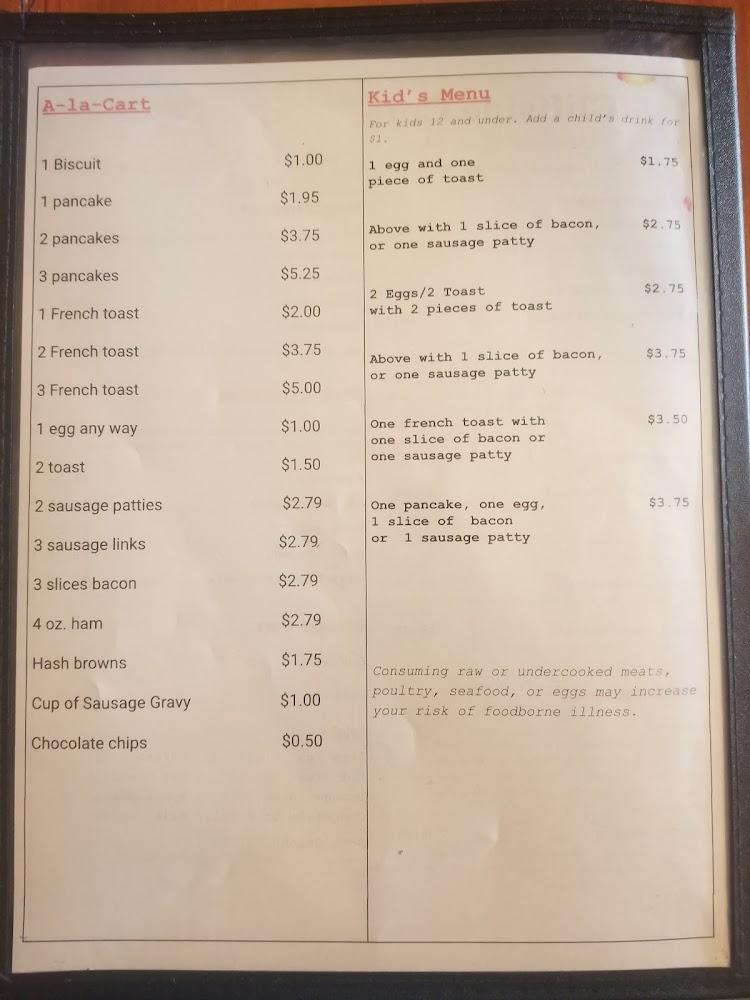 A-la-Cart
1 Biscuit $1.00
1 pancake $1.95
2 pancakes $3.75
3 pancakes $5.25
1 French toast $2.00
2 French toast $3.75
3 French toast $5.00
1 egg any way $1.00
2 toast $1.50
2 sausage patties $2.79
3 sausage links $2.79
3 slices bacon $2.79
4 oz. ham $2.79
Hash browns $1.75
Cup of Sausage Gravy $1.00
Chocolate chips $0.50
Kid's Menu
For kids 12 and under. Add a child's drink for
$1.
1 egg and one $1.75
piece of toast
Above with 1 slice of bacon, $2.75
or one sausage patty
2 Eggs/2 Toast $2.75
with 2 pieces of toast
Above with 1 slice of bacon, $3.75
or one sausage patty
One french toast with $3.50
one slice of bacon or
one sausage patty
One pancake, one egg, $3.75
1 slice of bacon
or 1 sausage patty
Consuming raw or undercooked meats,
poultry, seafood, or eggs may increase
your risk of foodborne illness.